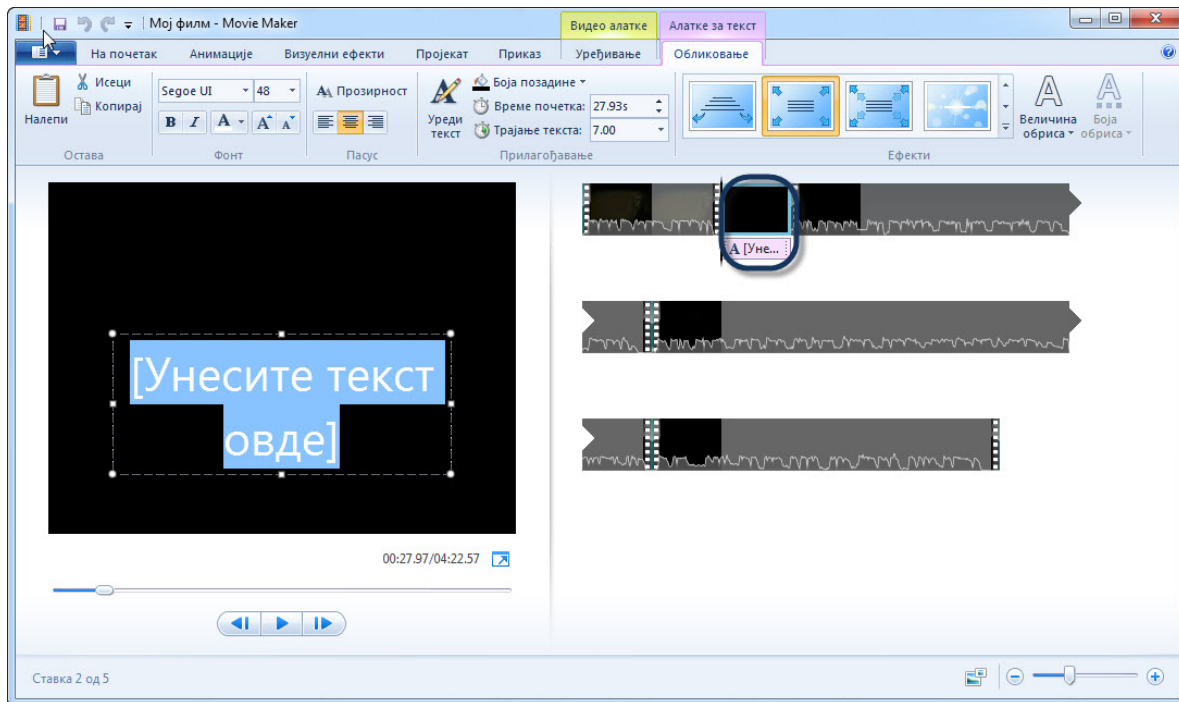 Мој филм - Movie Maker
Видео алатке
Алатке за текст
На почетак
Анимације
Визуелни ефекти
Пројекат
Приказ
Уређивање
Обликовање
Налепи
Исеци
Копирај
Остава
Segoe UI
48
B I A A A
Фонт
Прозирност
Пасус
Уреди текст
Боја позадине
Време почетка: 27.93s
Трајање текста: 7.00
Прилагођавање
Ефекти
Величина обриса
Боја обриса
[Унесите текст
овде]
00:27.97/04:22.57
A [Уне...
Ставка 2 од 5